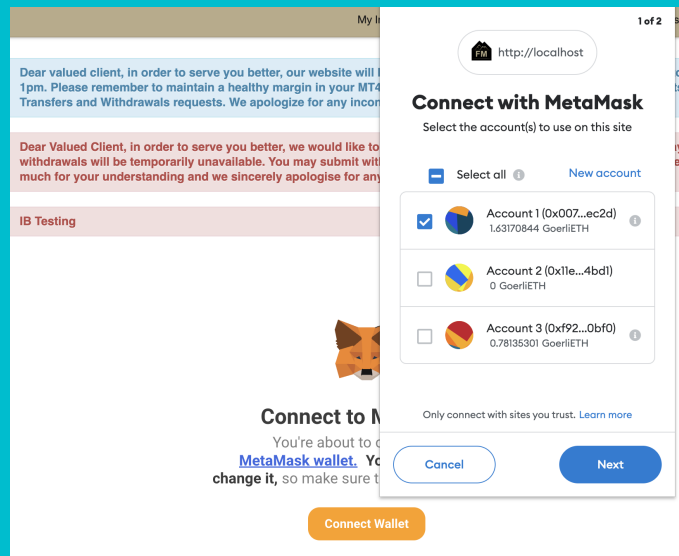 My
Dear valued client, in order to serve you better, our website will
1pm. Please remember to maintain a healthy margin in your MT4
Transfers and Withdrawals requests. We apologize for any incon
Dear Valued Client, in order to serve you better, we would like to
withdrawals will be temporarily unavailable. You may submit wit
much for your understanding and we sincerely apologise for any
IB Testing
Connect to
You're about to
MetaMask wallet. Yo
change it, so make sure t
Connect Wallet
1 of 2
FM http://localhost
Connect with MetaMask
Select the account(s) to use on this site
Select all
New account
Account 1 (0x007...ec2d)
1.63170844 GoerliETH
Account 2 (0x11e...4bd1)
0 GoerliETH
Account 3 (0xf92...0bf0)
0.78135301 GoerliETH
Only connect with sites you trust. Learn more
Cancel
Next